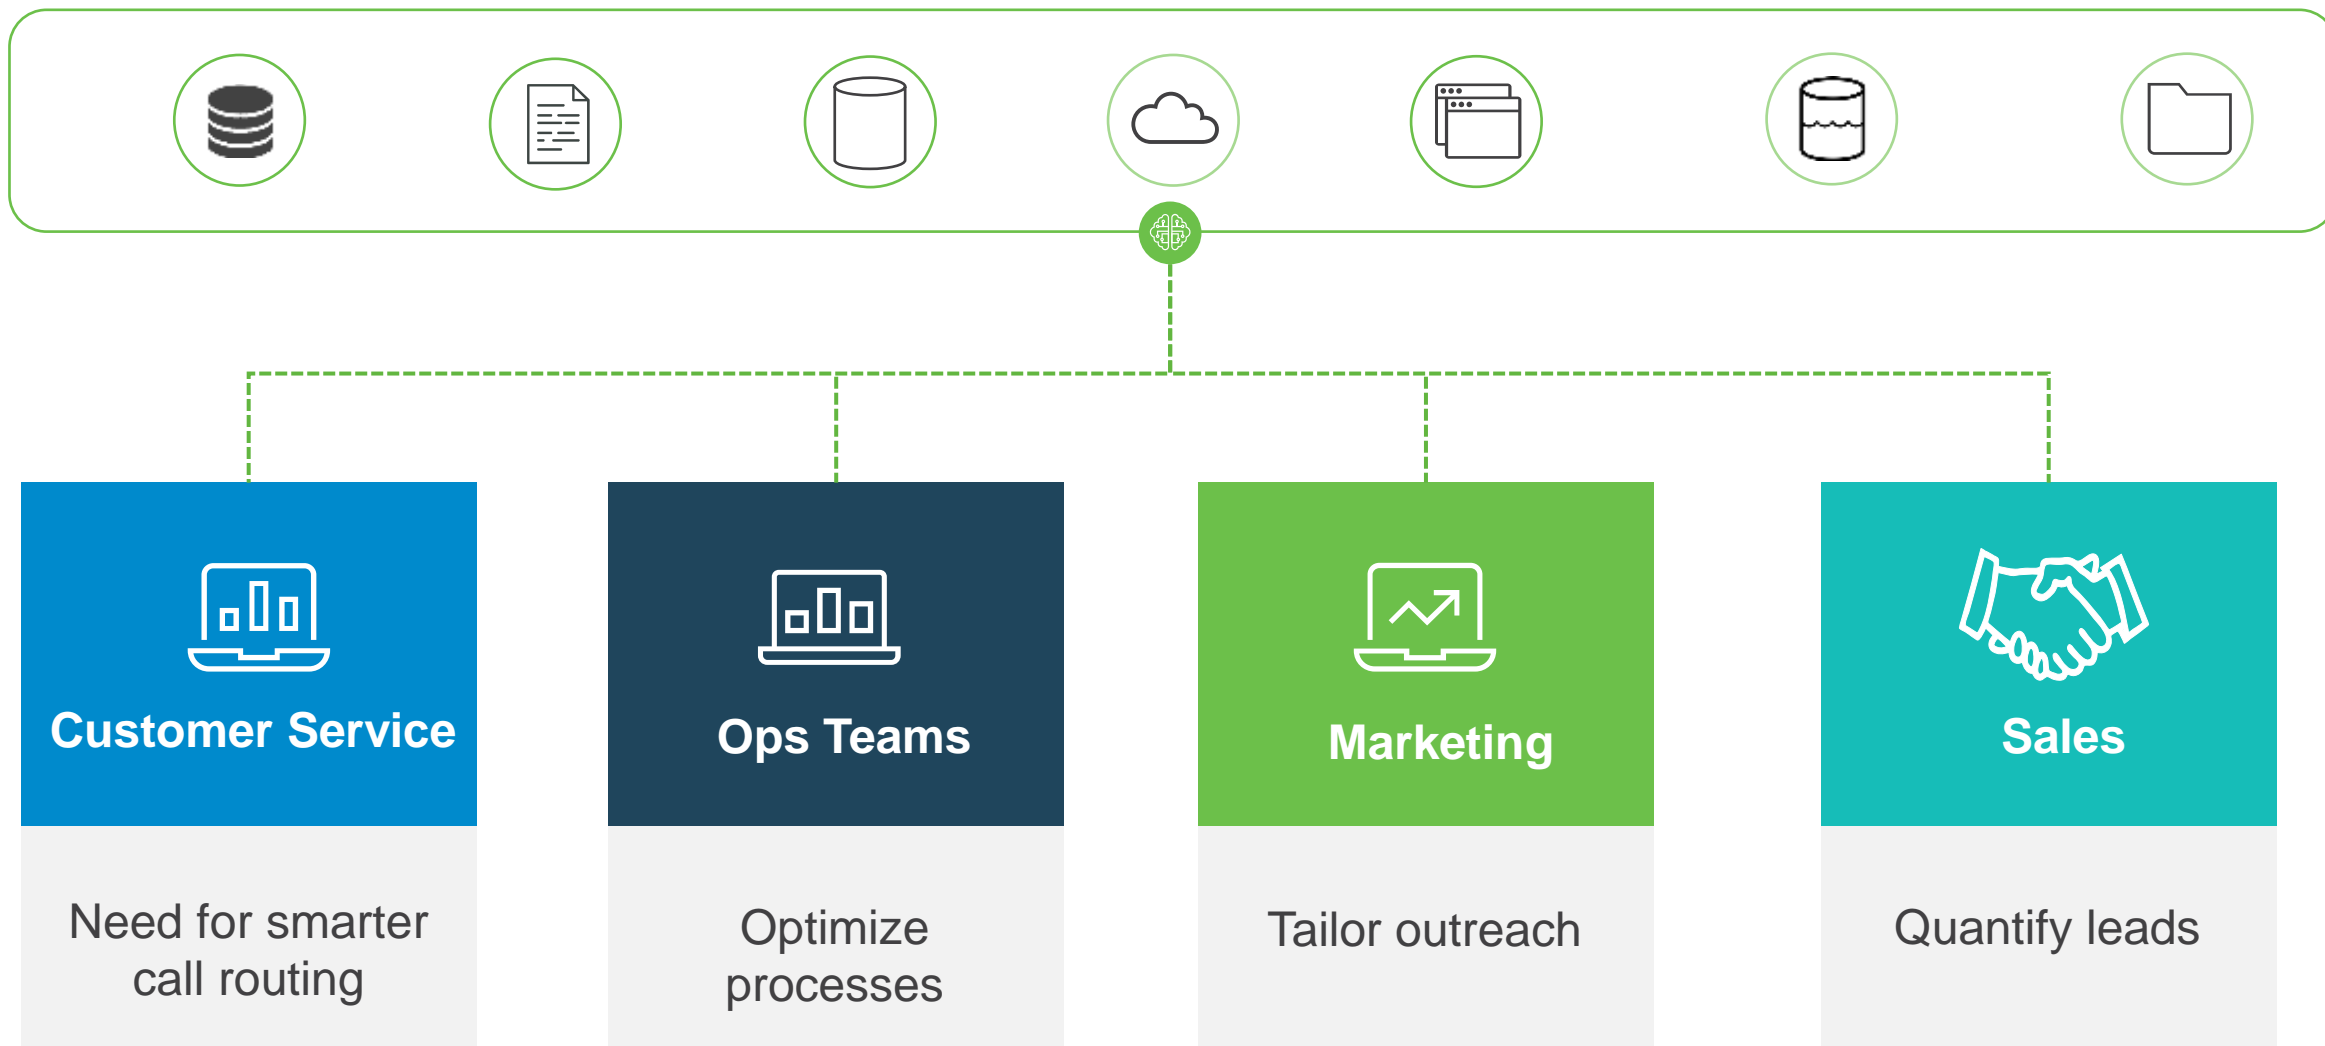 Customer Service
Ops Teams
Marketing
Sales
Need for smarter
call routing
Optimize
processes
Tailor outreach
Quantify leads